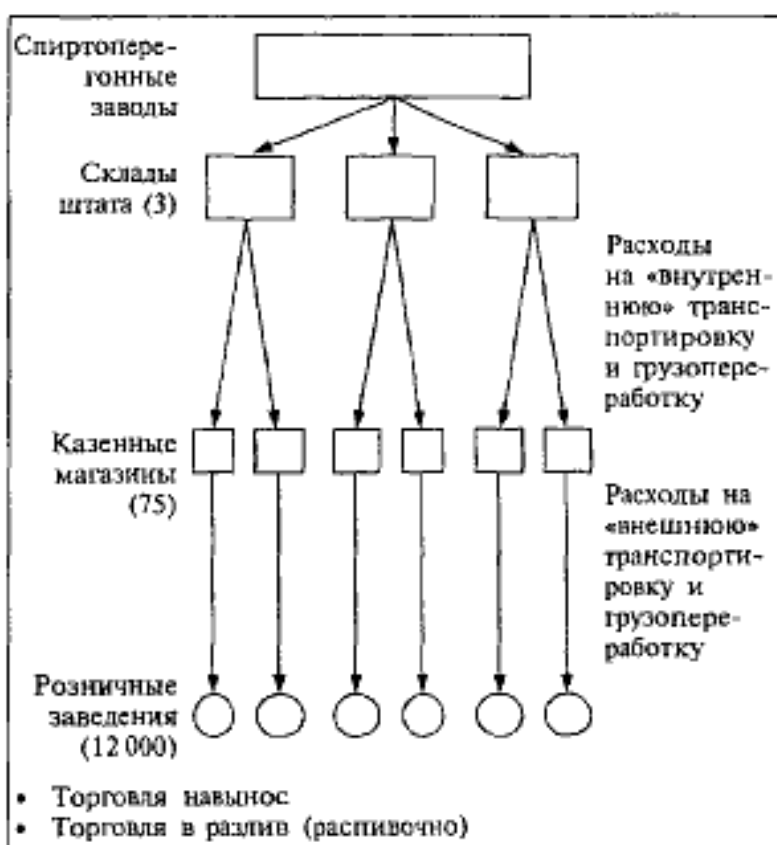 Спиртопере-
гонные
заводы
Склады
штата (3)
Расходы
на «внутрен-
нюю» транс-
портировку
и грузопере-
работку
Казенные
магазины
(75)
Расходы на
«внешнюю»
транспорти-
ровку и
грузопере-
работку
Розничные
заведения
(12 000)
• Торговля навынос
• Торговля в разлив (распивочно)